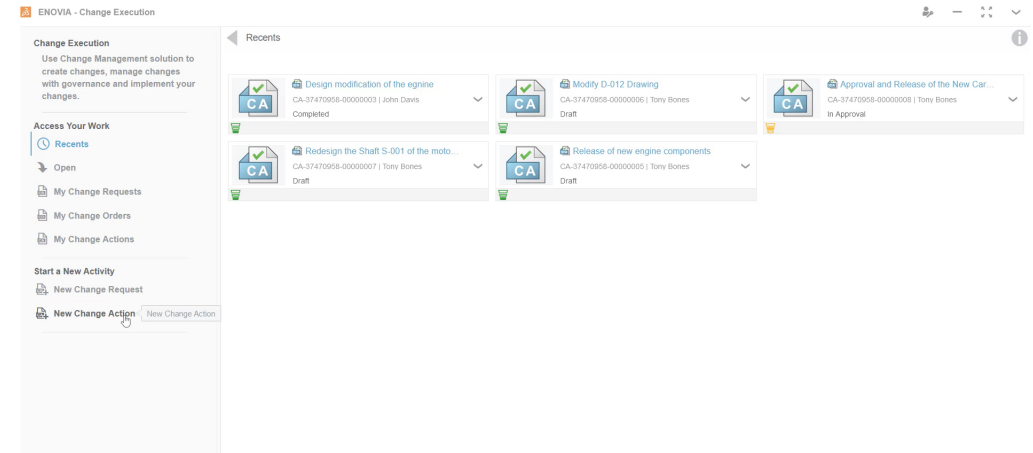 ENOVIA - Change Execution
Change Execution
Use Change Management solution to
create changes, manage changes
with governance and implement your
changes.
Access Your Work
Recents
Open
My Change Requests
My Change Orders
My Change Actions
Start a New Activity
New Change Request
New Change Action
New Change Action
Recents
CA
Design modification of the egnine
CA-37470958-00000003 | John Davis
Completed
CA
Modify D-012 Drawing
CA-37470958-00000006 | Tony Bones
Draft
CA
Approval and Release of the New Car...
CA-37470958-00000008 | Tony Bones
In Approval
CA
Redesign the Shaft S-001 of the moto...
CA-37470958-00000007 | Tony Bones
Draft
CA
Release of new engine components
CA-37470958-00000005 | Tony Bones
Draft